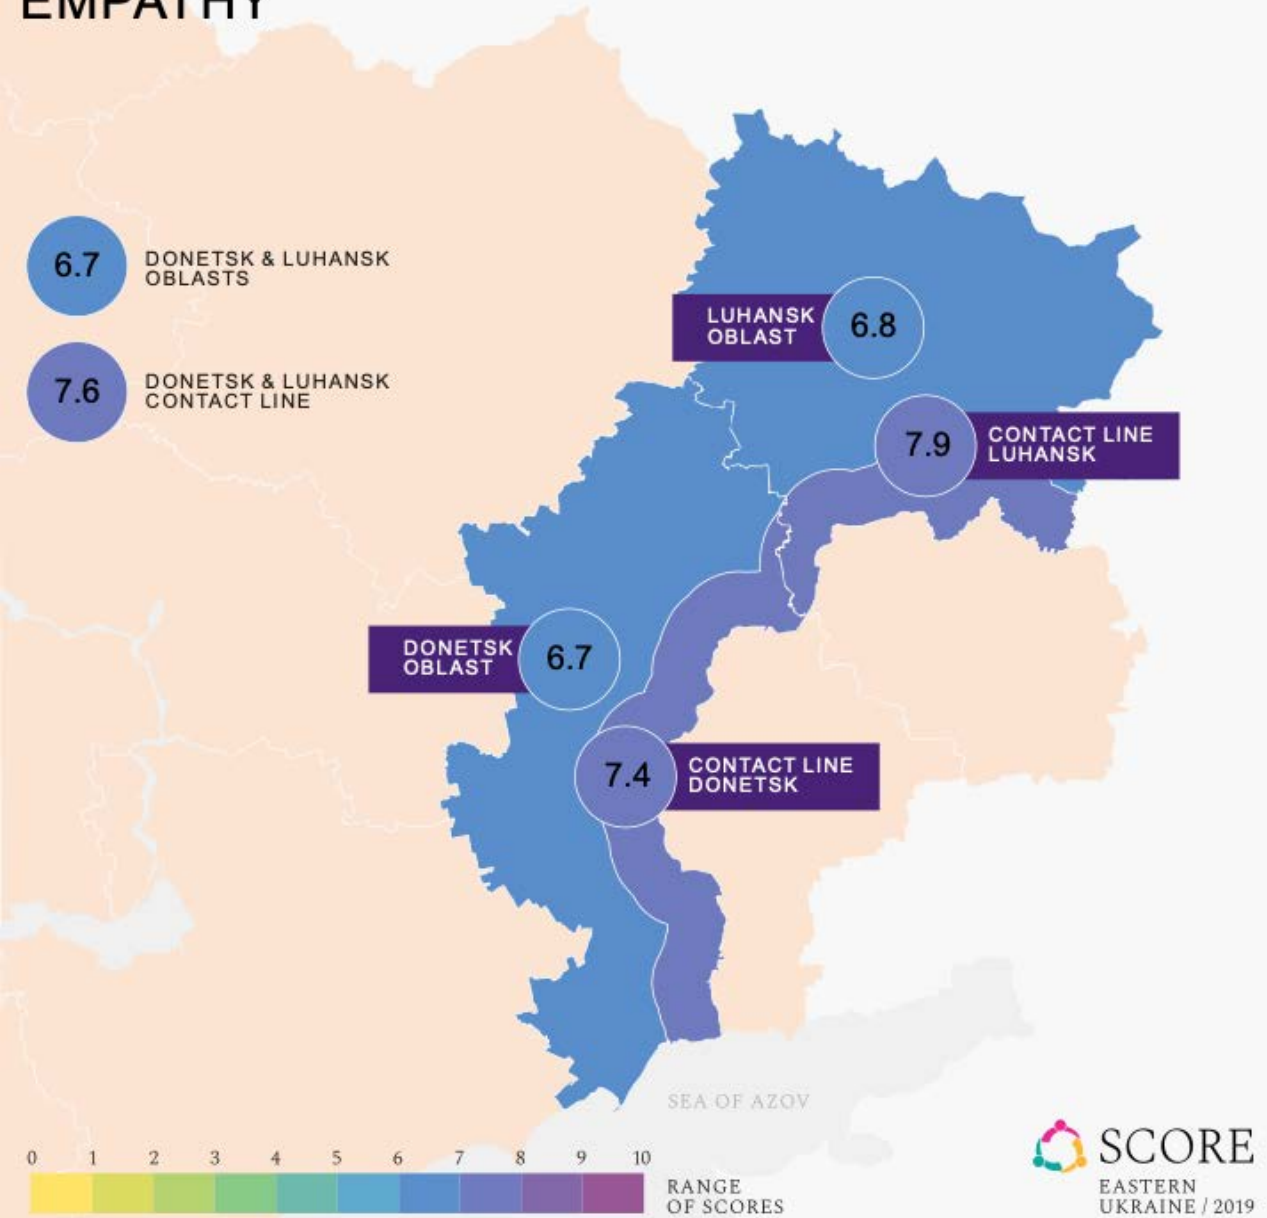 EMPATHY
6.7
DONETSK & LUHANSK
OBLASTS
7.6
DONETSK & LUHANSK
CONTACT LINE
LUHANSK
OBLAST
6.8
7.9
CONTACT LINE
LUHANSK
DONETSK
OBLAST
6.7
7.4
CONTACT LINE
DONETSK
SEA OF AZOV
0 1 2 3 4 5 6 7 8 9 10
RANGE
OF SCORES
SCORE
EASTERN
UKRAINE / 2019